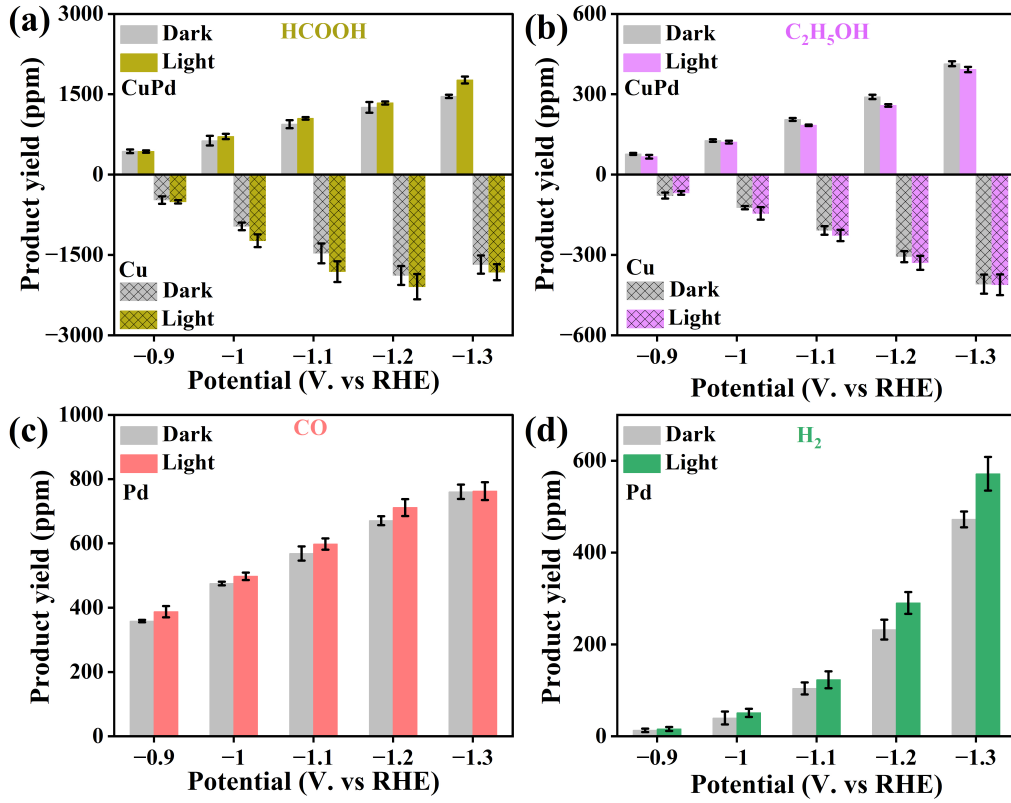 (a)
HCOOH
Dark
Light
CuPd
Product yield (ppm)
3000
1500
0
−1500
−3000
Cu
Dark
Light
−0.9 −1 −1.1 −1.2 −1.3
Potential (V. vs RHE)
(b)
C₂H₅OH
Dark
Light
CuPd
Product yield (ppm)
600
300
0
−300
−600
Cu
Dark
Light
−0.9 −1 −1.1 −1.2 −1.3
Potential (V. vs RHE)
(c)
CO
Dark
Light
Pd
Product yield (ppm)
1000
800
600
400
200
0
−0.9 −1 −1.1 −1.2 −1.3
Potential (V. vs RHE)
(d)
H₂
Dark
Light
Pd
Product yield (ppm)
600
400
200
0
−0.9 −1 −1.1 −1.2 −1.3
Potential (V. vs RHE)